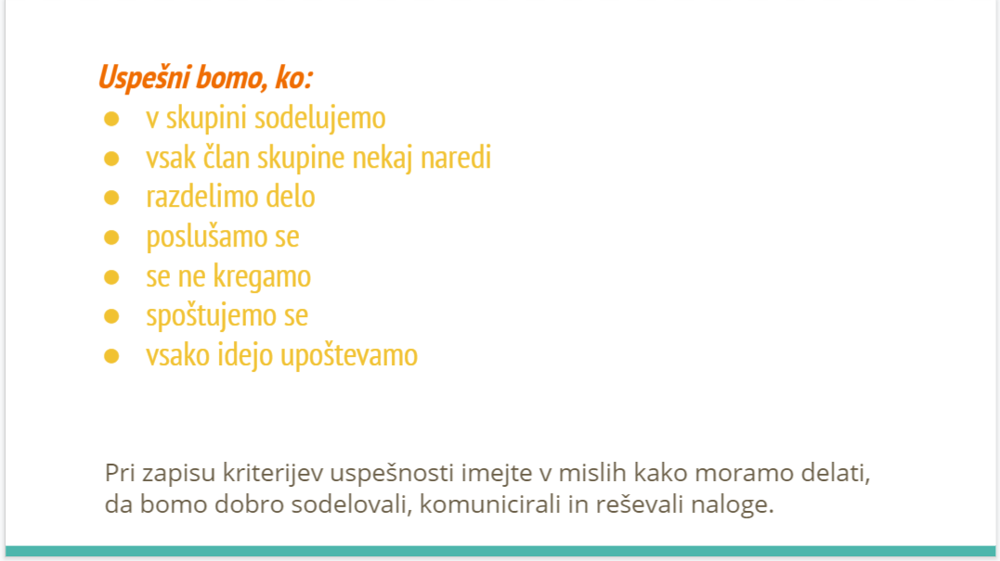 Uspešni bomo, ko:
● v skupini sodelujemo
● vsak član skupine nekaj naredi
● razdelimo delo
● poslušamo se
● se ne kregamo
● spoštujemo se
● vsako idejo upoštevamo
Pri zapisu kriterijev uspešnosti imejte v mislih kako moramo delati,
da bomo dobro sodelovali, komunicirali in reševali naloge.